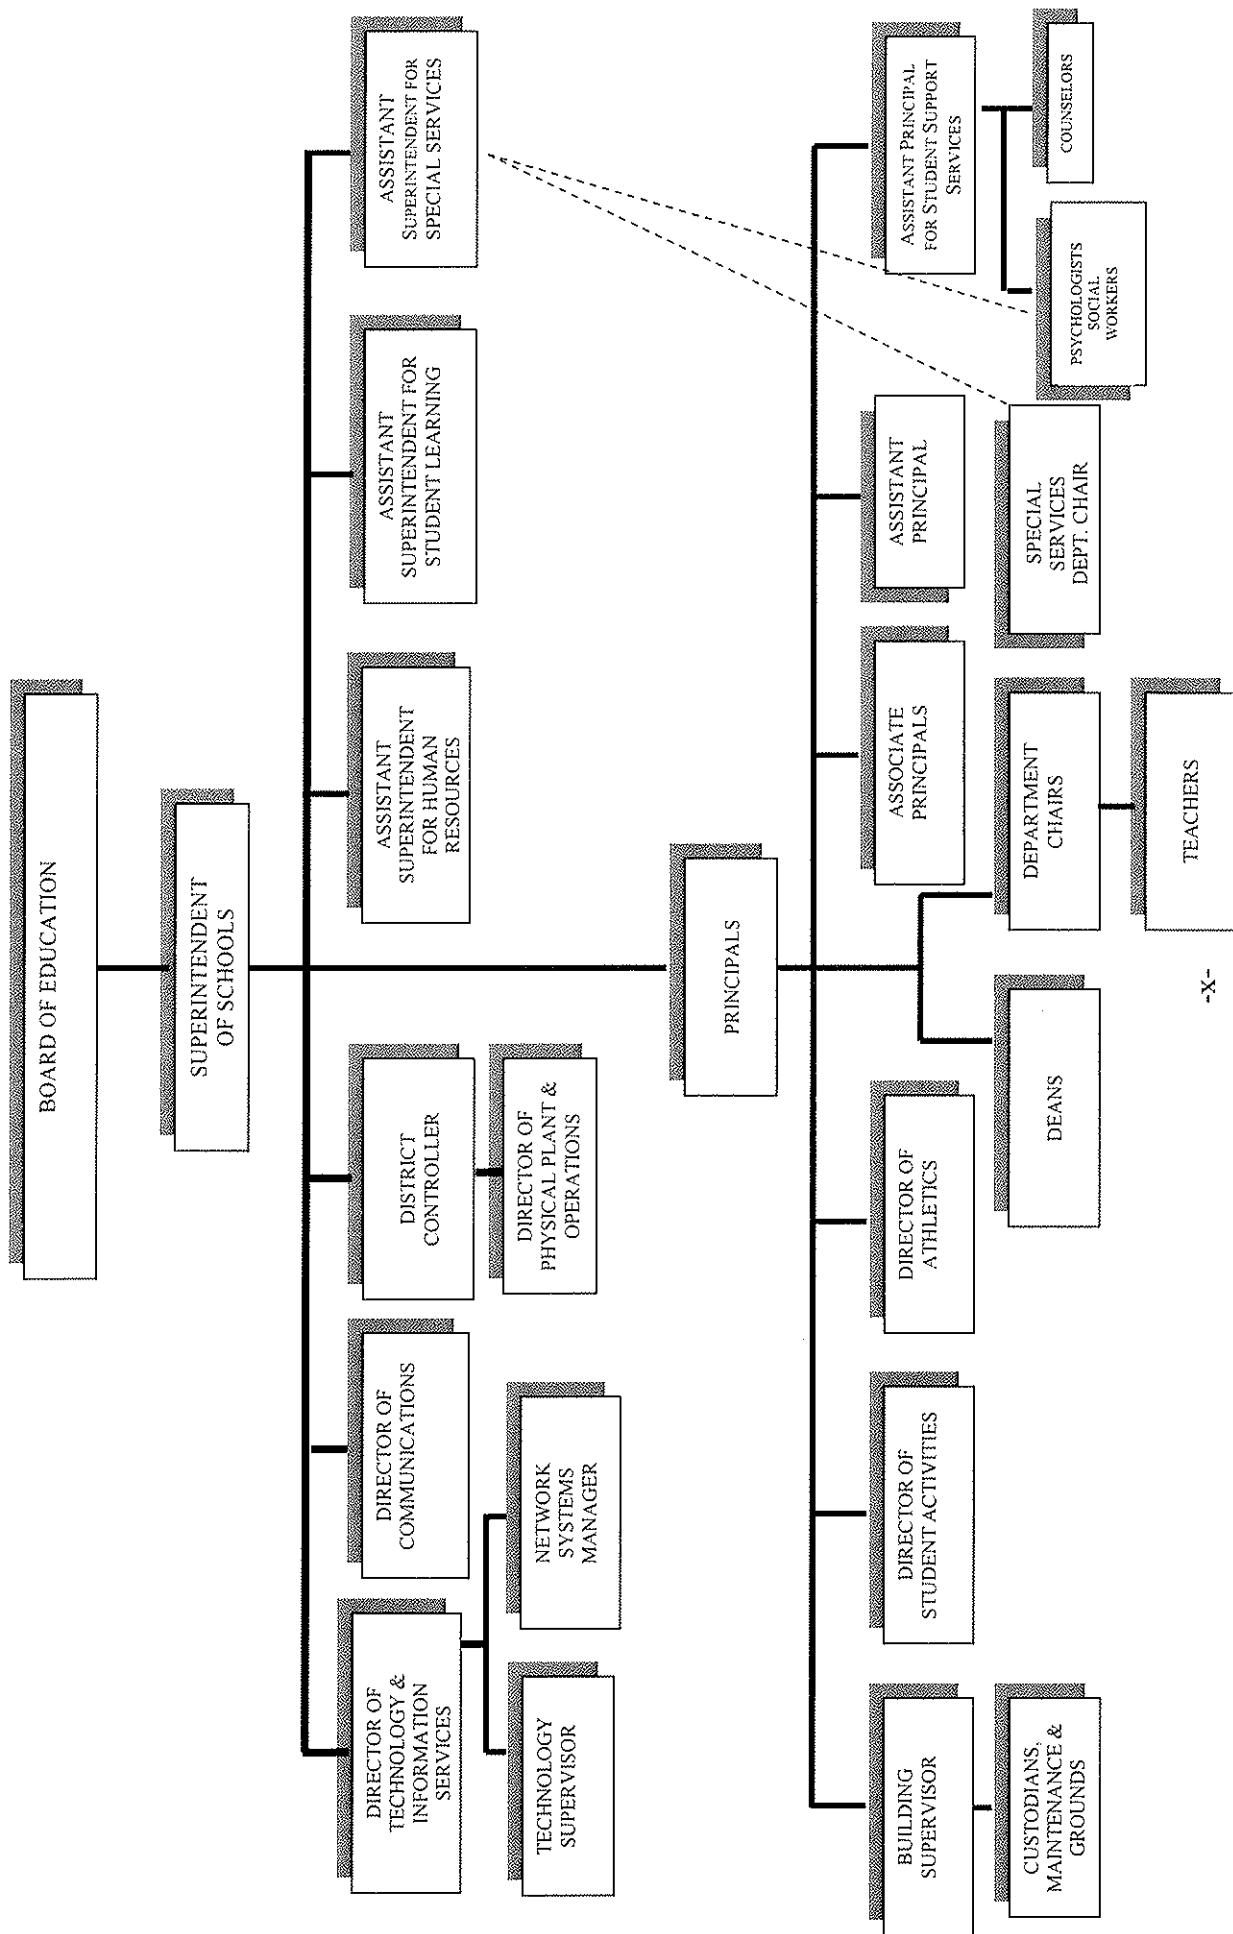 BOARD OF EDUCATION
SUPERINTENDENT
OF SCHOOLS
DIRECTOR OF
TECHNOLOGY &
INFORMATION
SERVICES
DIRECTOR OF
COMMUNICATIONS
DISTRICT
CONTROLLER
ASSISTANT
SUPERINTENDENT
FOR HUMAN
RESOURCES
ASSISTANT
SUPERINTENDENT FOR
STUDENT LEARNING
ASSISTANT
SUPERINTENDENT FOR
SPECIAL SERVICES
TECHNOLOGY
SUPERVISOR
NETWORK
SYSTEMS
MANAGER
DIRECTOR OF
PHYSICAL PLANT &
OPERATIONS
PRINCIPALS
BUILDING
SUPERVISOR
DIRECTOR OF
STUDENT ACTIVITIES
DIRECTOR OF
ATHLETICS
ASSOCIATE
PRINCIPALS
ASSISTANT
PRINCIPAL
ASSISTANT PRINCIPAL
FOR STUDENT SUPPORT
SERVICES
CUSTODIANS,
MAINTENANCE &
GROUNDS
DEANS
DEPARTMENT
CHAIRS
SPECIAL
SERVICES
DEPT. CHAIR
PSYCHOLOGISTS
SOCIAL
WORKERS
COUNSELORS
TEACHERS
-x-